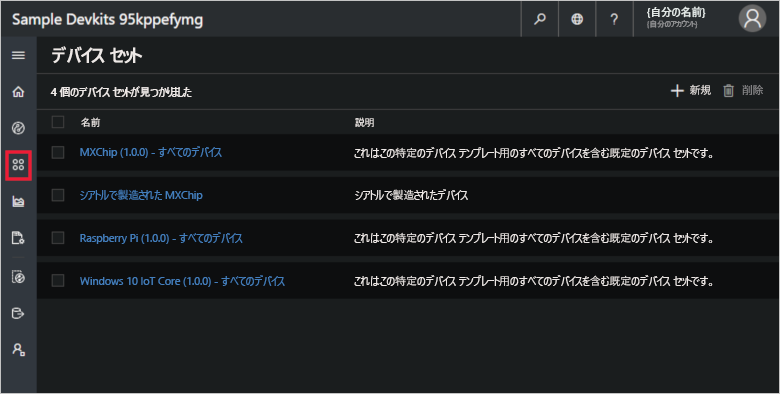 Sample Devkits 95kppefymg
?
{自分の名前}
{自分のアカウント}
デバイス セット
4 個のデバイス セットが見つかりました
新規
削除
名前 説明
MXChip (1.0.0) - すべてのデバイス これはこの特定のデバイス テンプレート用のすべてのデバイスを含む既定のデバイス セットです。
シアトルで製造された MXChip シアトルで製造されたデバイス
Raspberry Pi (1.0.0) - すべてのデバイス これはこの特定のデバイス テンプレート用のすべてのデバイスを含む既定のデバイス セットです。
Windows 10 IoT Core (1.0.0) - すべてのデバイス これはこの特定のデバイス テンプレート用のすべてのデバイスを含む既定のデバイス セットです。